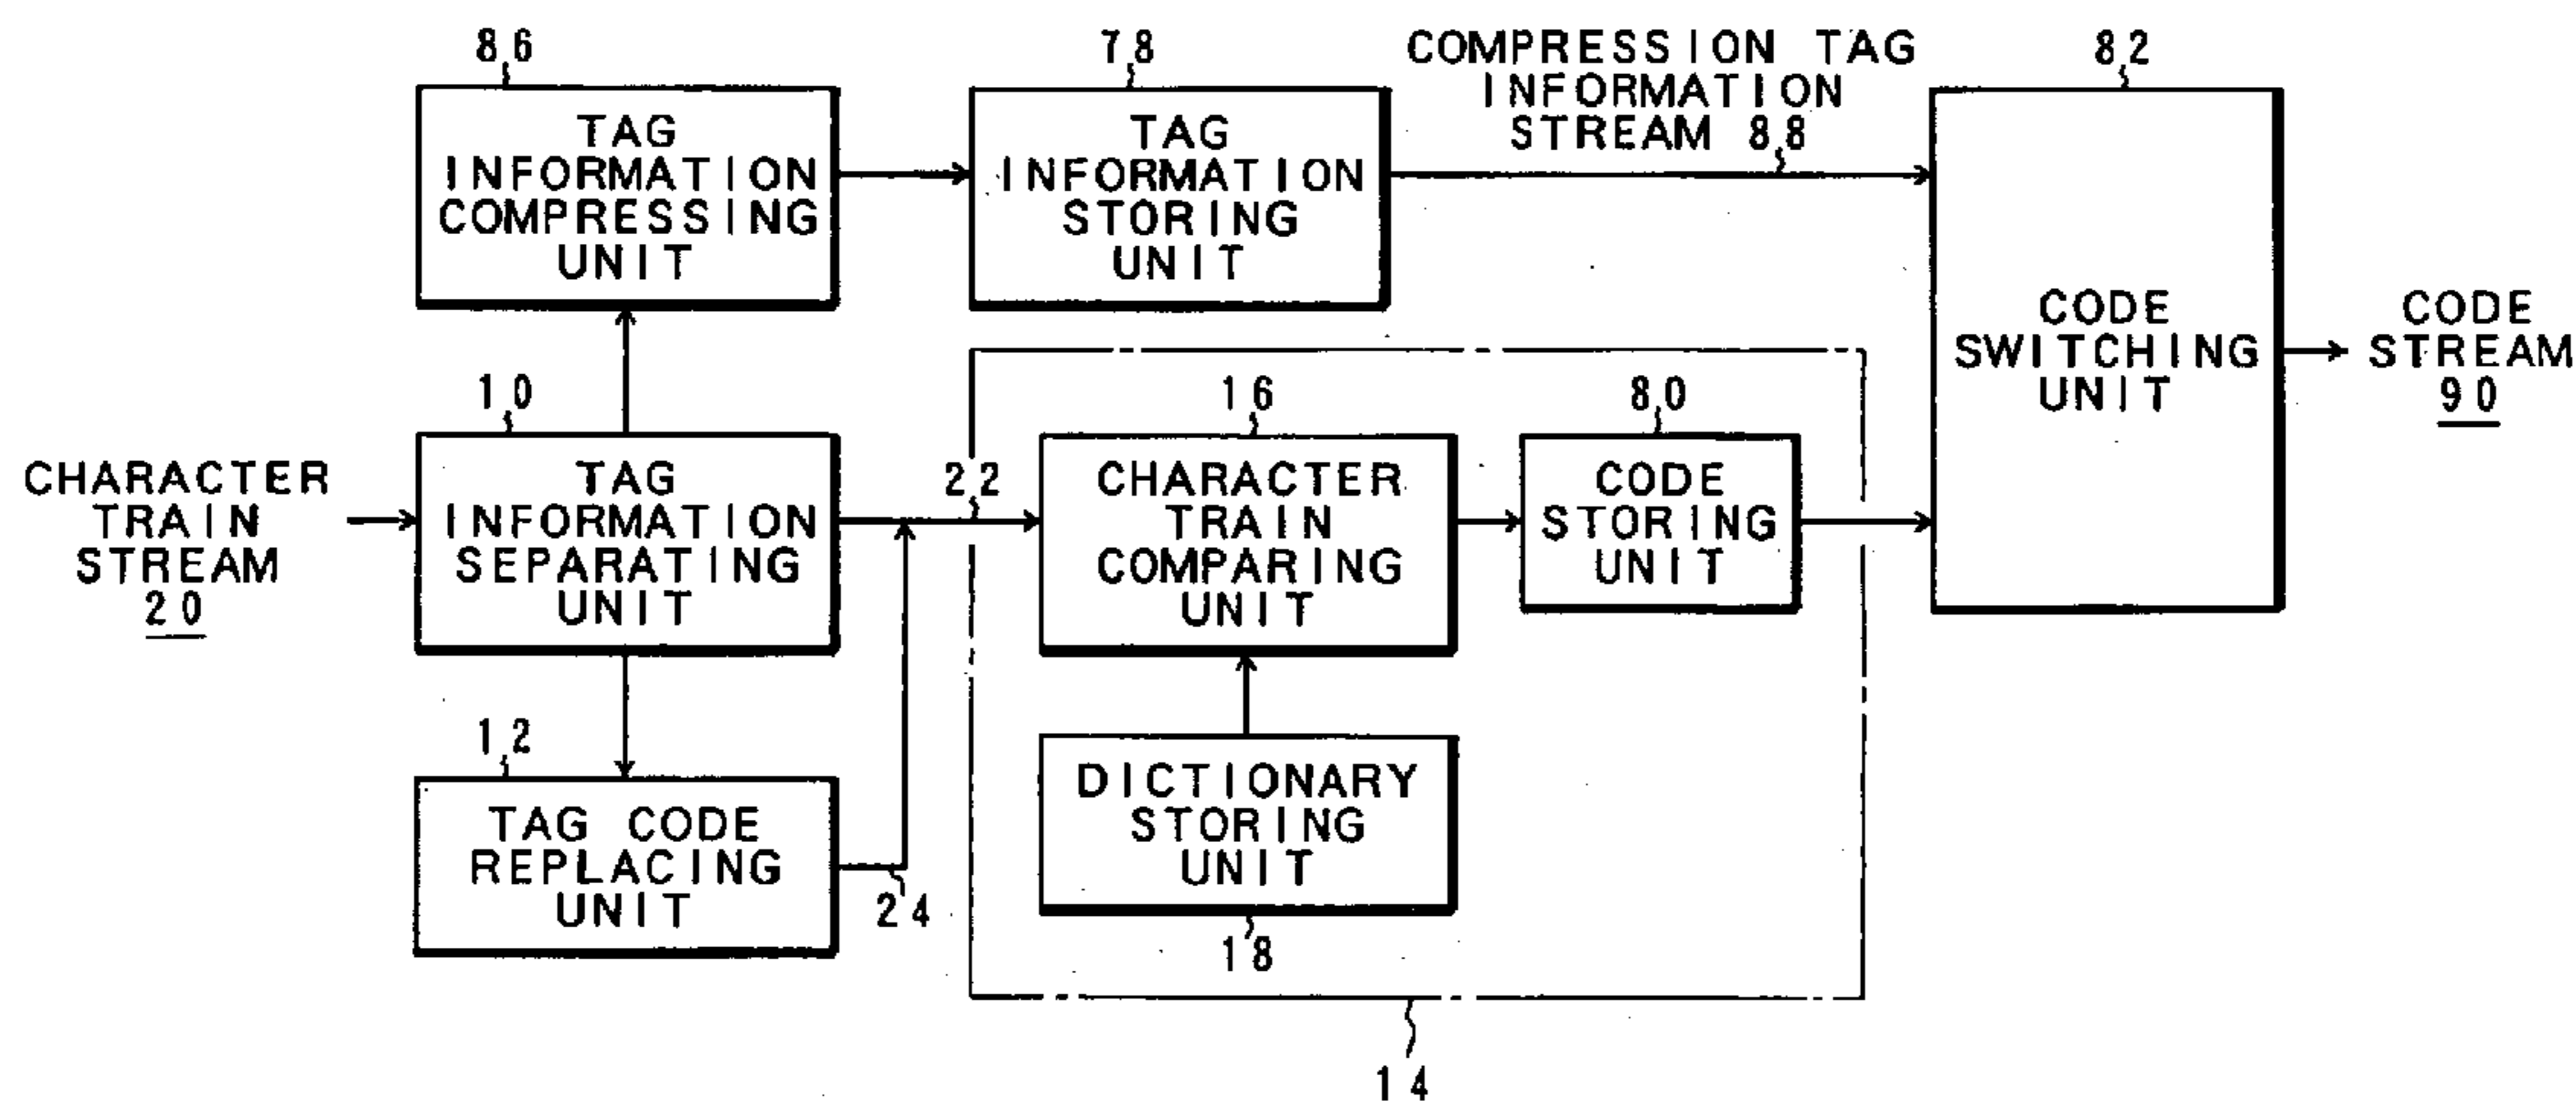 86
TAG
INFORMATION
COMPRESSING
UNIT
78
TAG
INFORMATION
STORING
UNIT
COMPRESSION TAG
INFORMATION
STREAM 88
82
CODE
SWITCHING
UNIT
CODE
STREAM
90
CHARACTER
TRAIN
STREAM
20
10
TAG
INFORMATION
SEPARATING
UNIT
22
16
CHARACTER
TRAIN
COMPARING
UNIT
80
CODE
STORING
UNIT
12
TAG CODE
REPLACING
UNIT
24
DICTIONARY
STORING
UNIT
18
14